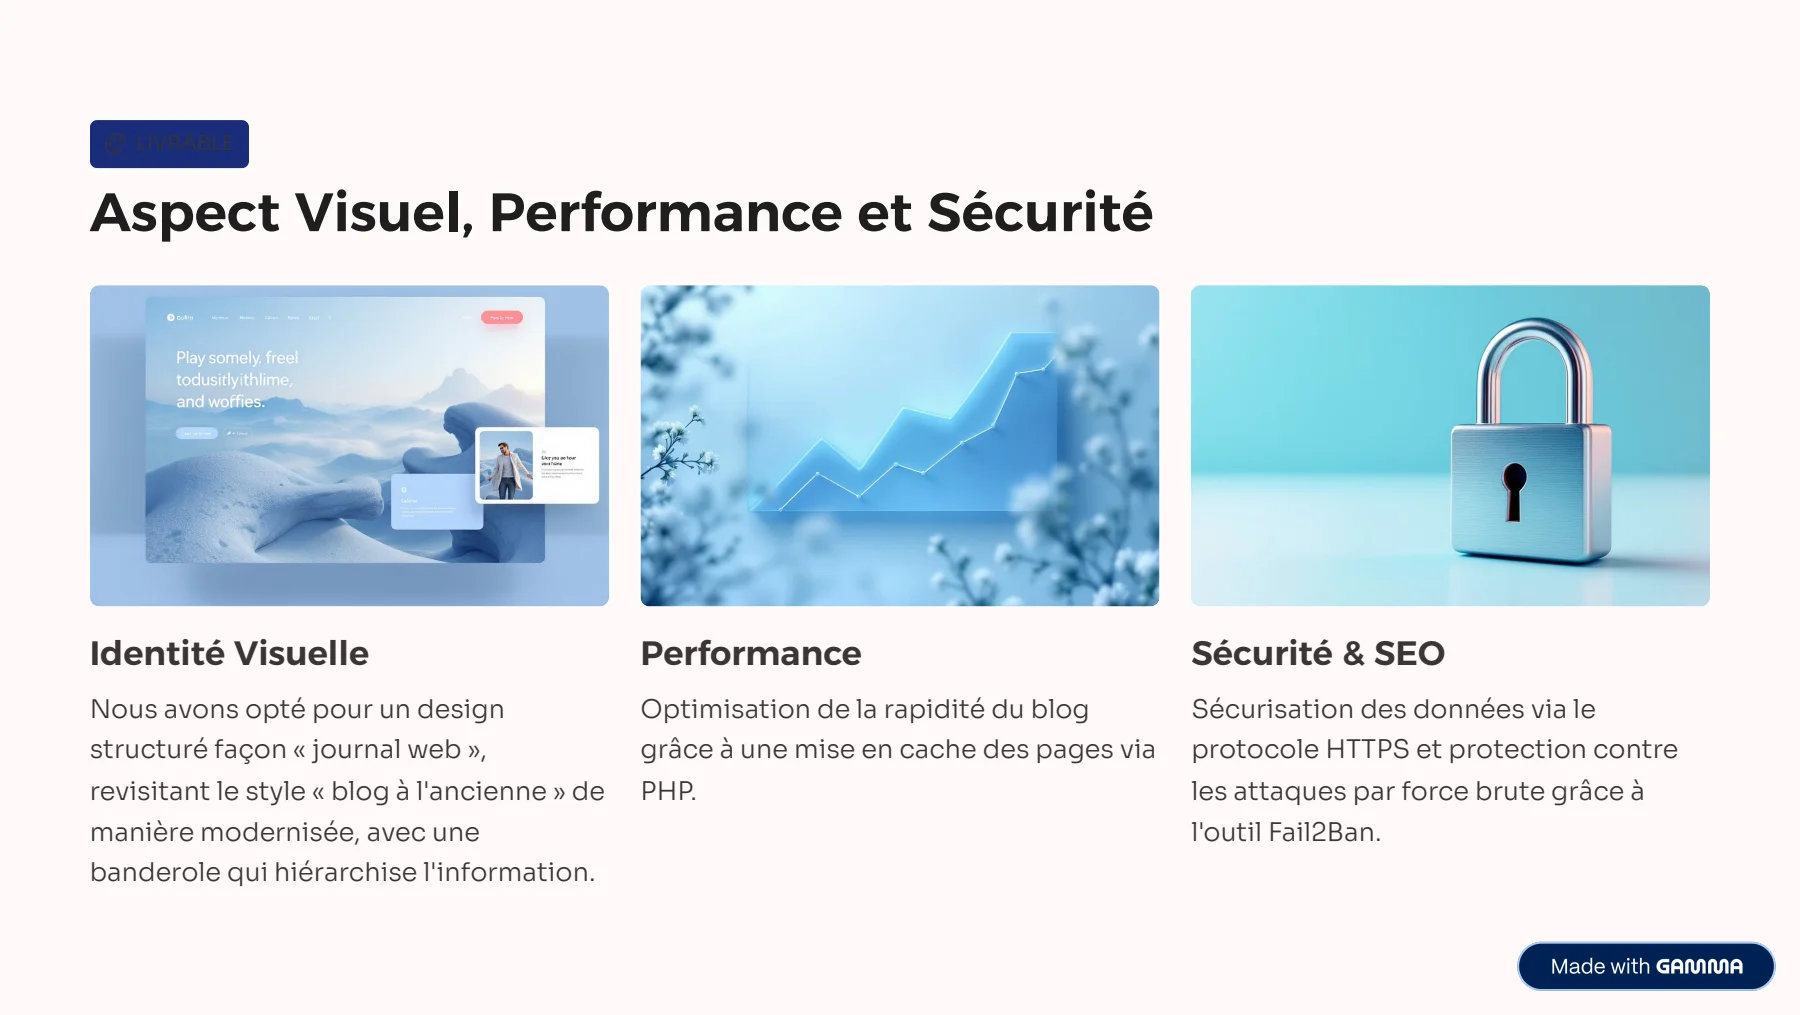 LIVRABLE
Aspect Visuel, Performance et Sécurité
Play somely. freel
todusitlyithlime,
and woffies.
Identité Visuelle
Nous avons opté pour un design
structuré façon « journal web »,
revisitant le style « blog à l'ancienne » de
manière modernisée, avec une
banderole qui hiérarchise l'information.
Performance
Optimisation de la rapidité du blog
grâce à une mise en cache des pages via
PHP.
Sécurité & SEO
Sécurisation des données via le
protocole HTTPS et protection contre
les attaques par force brute grâce à
l'outil Fail2Ban.
Made with GAMMA